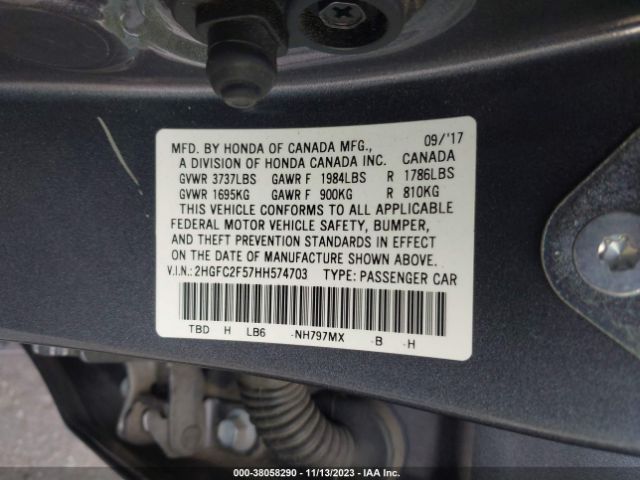 MFD. BY HONDA OF CANADA MFG., 09/'17
A DIVISION OF HONDA CANADA INC. CANADA
GVWR 3737LBS GAWR F 1984LBS R 1786LBS
GVWR 1695KG GAWR F 900KG R 810KG
THIS VEHICLE CONFORMS TO ALL APPLICABLE
FEDERAL MOTOR VEHICLE SAFETY, BUMPER,
AND THEFT PREVENTION STANDARDS IN EFFECT
ON THE DATE OF MANUFACTURE SHOWN ABOVE.
V.I.N.: 2HGFC2F57HH574703 TYPE: PASSENGER CAR
TBD H LB6 -NH797MX -B -H
000-38058290 - 11/13/2023 - IAA Inc.